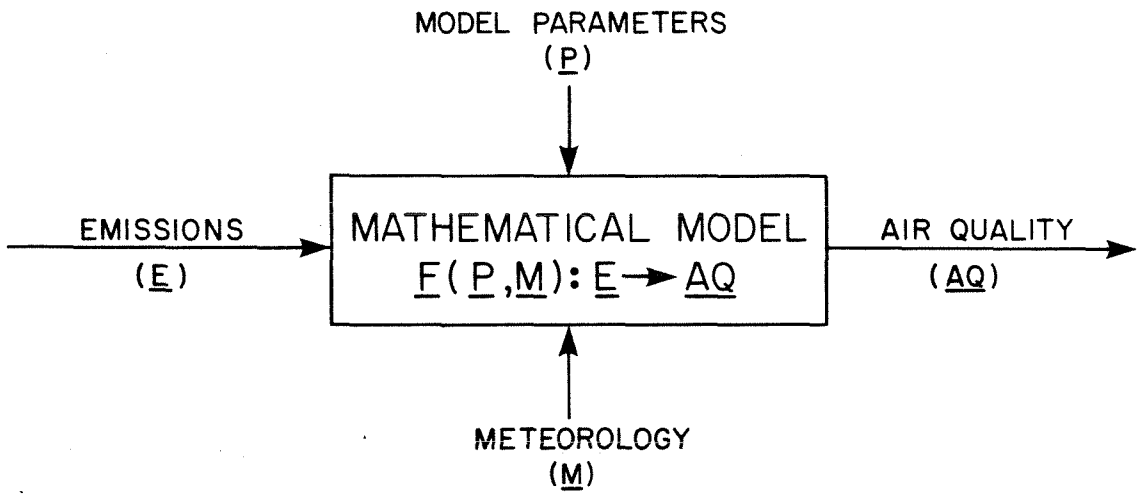 MODEL PARAMETERS
(P)
EMISSIONS
(E)
MATHEMATICAL MODEL
F(P,M): E→AQ
AIR QUALITY
(AQ)
METEOROLOGY
(M)